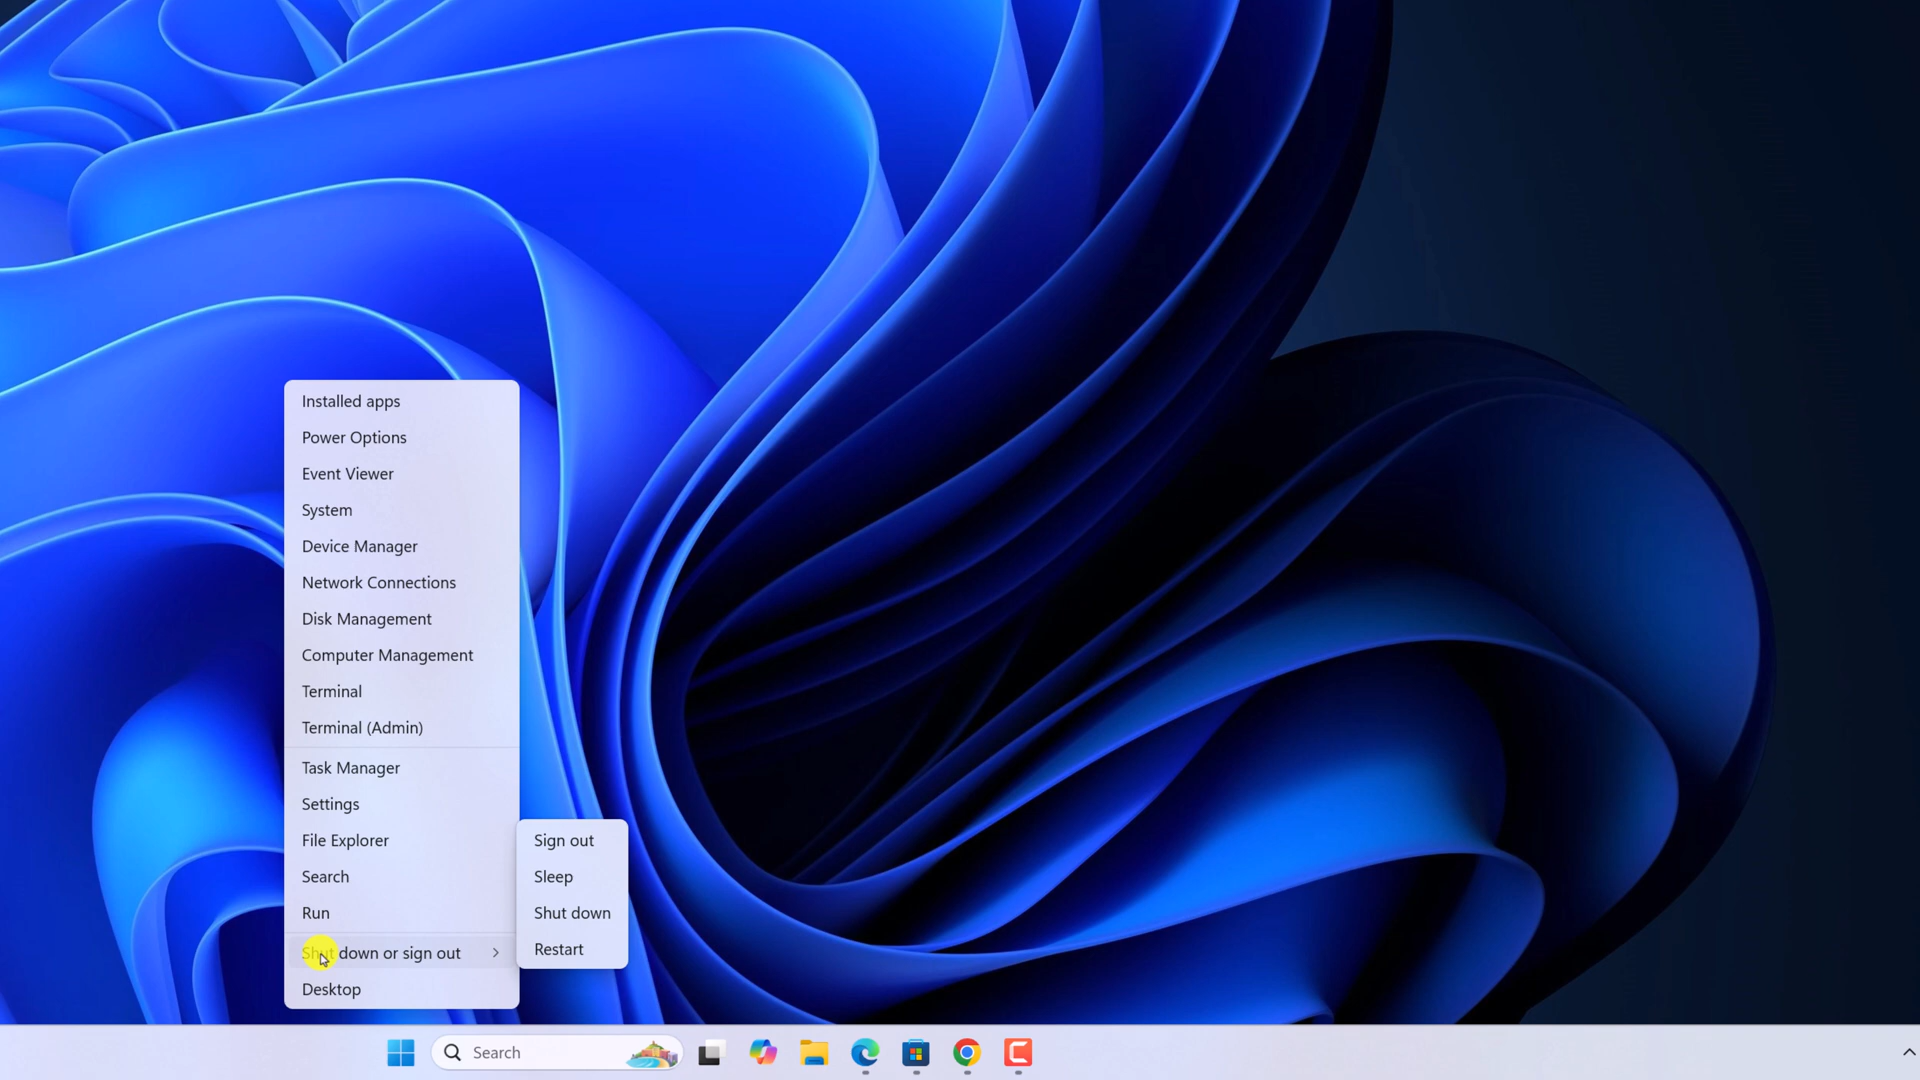 Installed apps
Power Options
Event Viewer
System
Device Manager
Network Connections
Disk Management
Computer Management
Terminal
Terminal (Admin)
Task Manager
Settings
File Explorer
Search
Run
Shut down or sign out
Desktop
Sign out
Sleep
Shut down
Restart
Search